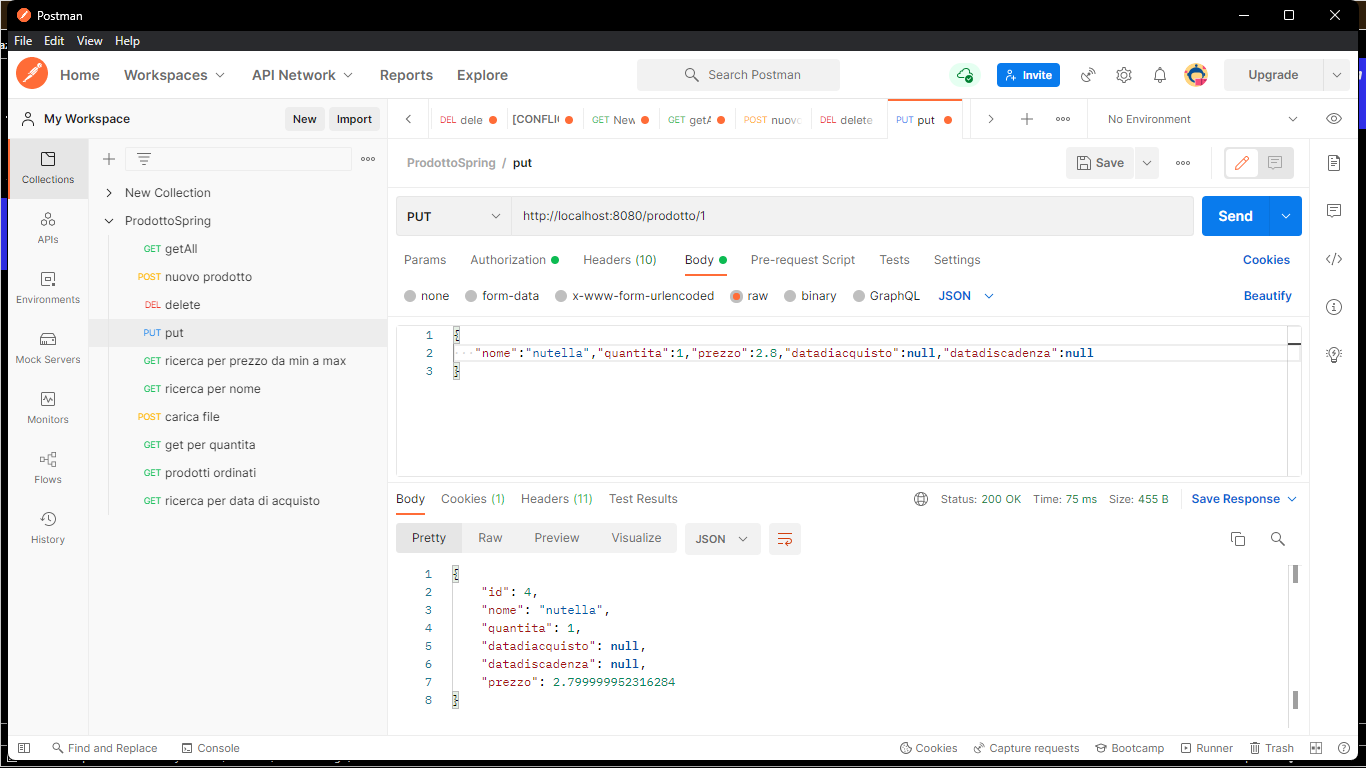 Postman
File Edit View Help
Home Workspaces API Network Reports Explore Search Postman Invite Upgrade
My Workspace New Import
DEL dele [CONFLI GET New GET getA POST nuovo DEL delete PUT put No Environment
Collections
APIs
Environments
Mock Servers
Monitors
Flows
History
New Collection
ProdottoSpring
GET getAll
POST nuovo prodotto
DEL delete
PUT put
GET ricerca per prezzo da min a max
GET ricerca per nome
POST carica file
GET get per quantita
GET prodotti ordinati
GET ricerca per data di acquisto
ProdottoSpring / put Save
PUT http://localhost:8080/prodotto/1 Send
Params Authorization Headers (10) Body Pre-request Script Tests Settings Cookies
none form-data x-www-form-urlencoded raw binary GraphQL JSON Beautify
1 {
2 "nome":"nutella","quantita":1,"prezzo":2.8,"datadiacquisto":null,"datadiscadenza":null
3 }
Body Cookies (1) Headers (11) Test Results Status: 200 OK Time: 75 ms Size: 455 B Save Response
Pretty Raw Preview Visualize JSON
1 {
2 "id": 4,
3 "nome": "nutella",
4 "quantita": 1,
5 "datadiacquisto": null,
6 "datadiscadenza": null,
7 "prezzo": 2.799999952316284
8 }
Find and Replace Console Cookies Capture requests Bootcamp Runner Trash